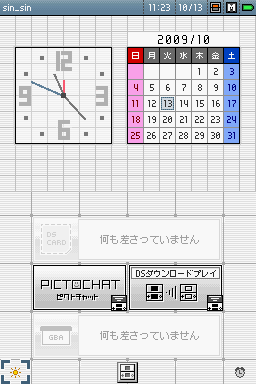 sin_sin 11:23 10/13 M
2009/10
12
3
6
9
日 月 火 水 木 金 土
1 2 3
4 5 6 7 8 9 10
11 12 13 14 15 16 17
18 19 20 21 22 23 24
25 26 27 28 29 30 31
DS CARD
何も差さっていません
PICTOCHAT
ピクトチャット
DSダウンロードプレイ
GBA
何も差さっていません